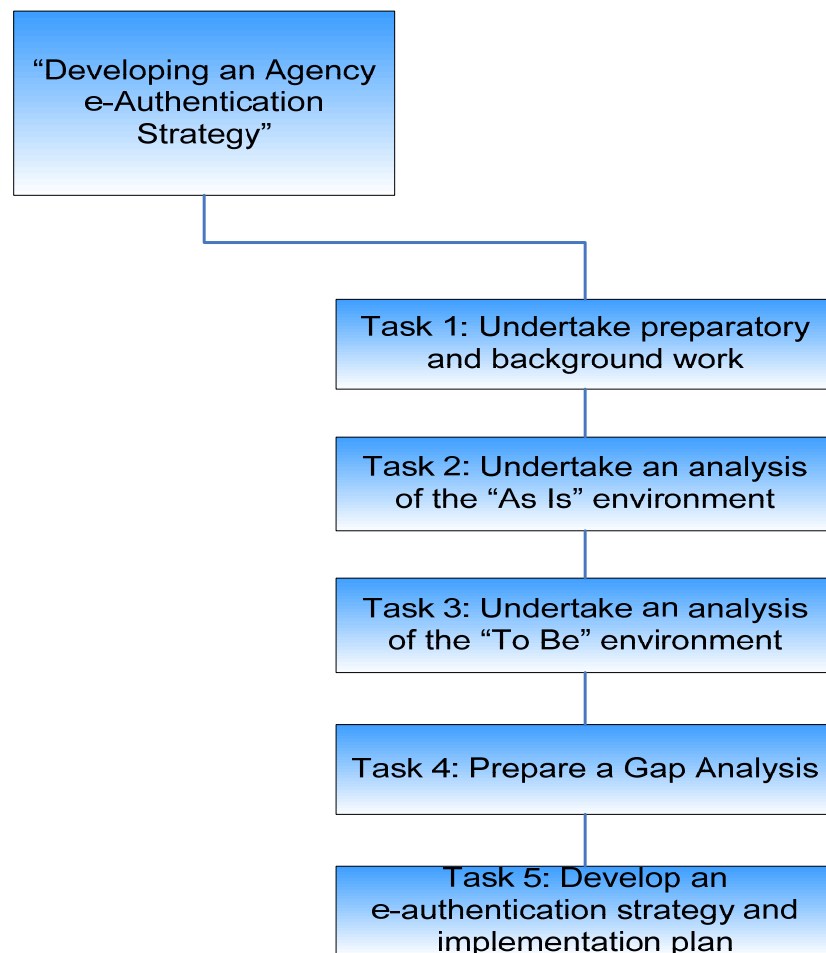 “Developing an Agency
e-Authentication
Strategy”
Task 1: Undertake preparatory
and background work
Task 2: Undertake an analysis
of the “As Is” environment
Task 3: Undertake an analysis
of the “To Be” environment
Task 4: Prepare a Gap Analysis
Task 5: Develop an
e-authentication strategy and
implementation plan